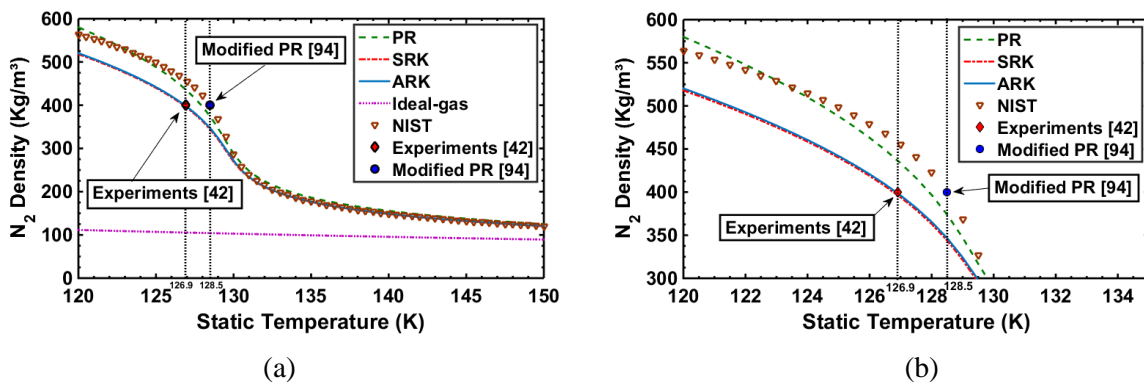 600
500
400
300
200
100
0
N₂ Density (Kg/m³)
120
125
126.9
128.5
130
135
140
145
150
Static Temperature (K)
Modified PR [94]
Experiments [42]
PR
SRK
ARK
Ideal-gas
NIST
Experiments [42]
Modified PR [94]
(a)
600
550
500
450
400
350
300
N₂ Density (Kg/m³)
120
122
124
126
126.9
128
128.5
130
132
134
Static Temperature (K)
PR
SRK
ARK
NIST
Experiments [42]
Modified PR [94]
Modified PR [94]
Experiments [42]
(b)